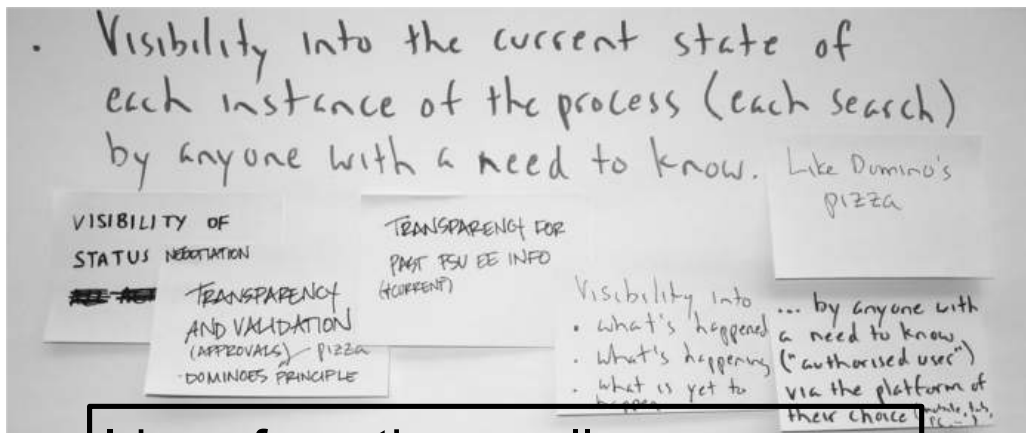 • Visibility into the current state of
each instance of the process (each search)
by anyone with a need to know.
Like Domino's
pizza
VISIBILITY OF
STATUS NEGOTIATION
TRANSPARENCY
AND VALIDATION
(APPROVALS) PIZZA
DOMINOES PRINCIPLE
TRANSPARENCY FOR
PAST PSU EE INFO
(+CURRENT)
Visibility into
• what's happened
• what's happening
• what is yet to
... by anyone with
a need to know
("authorised user")
via the platform of
their choice